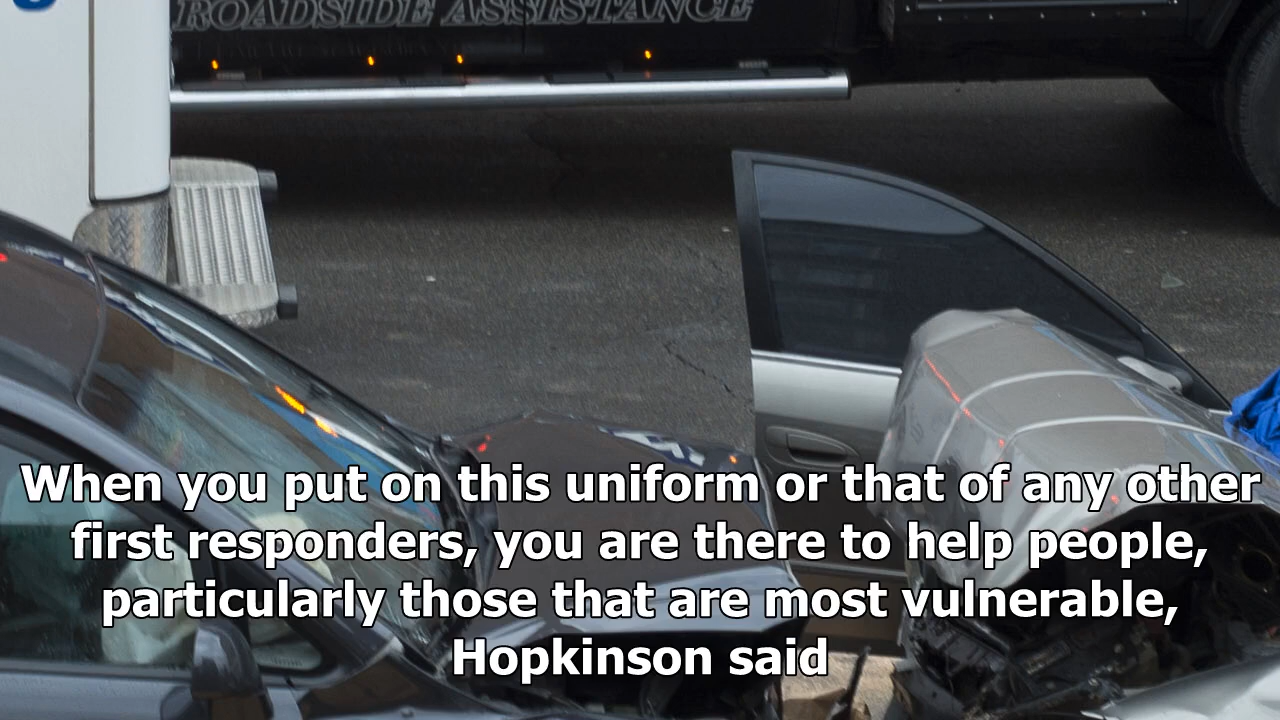 ROADSIDE ASSISTANCE
When you put on this uniform or that of any other
first responders, you are there to help people,
particularly those that are most vulnerable,
Hopkinson said